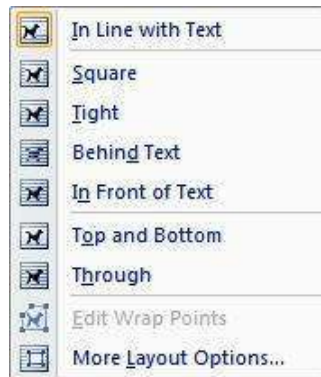 In Line with Text
Square
Tight
Behind Text
In Front of Text
Top and Bottom
Through
Edit Wrap Points
More Layout Options...